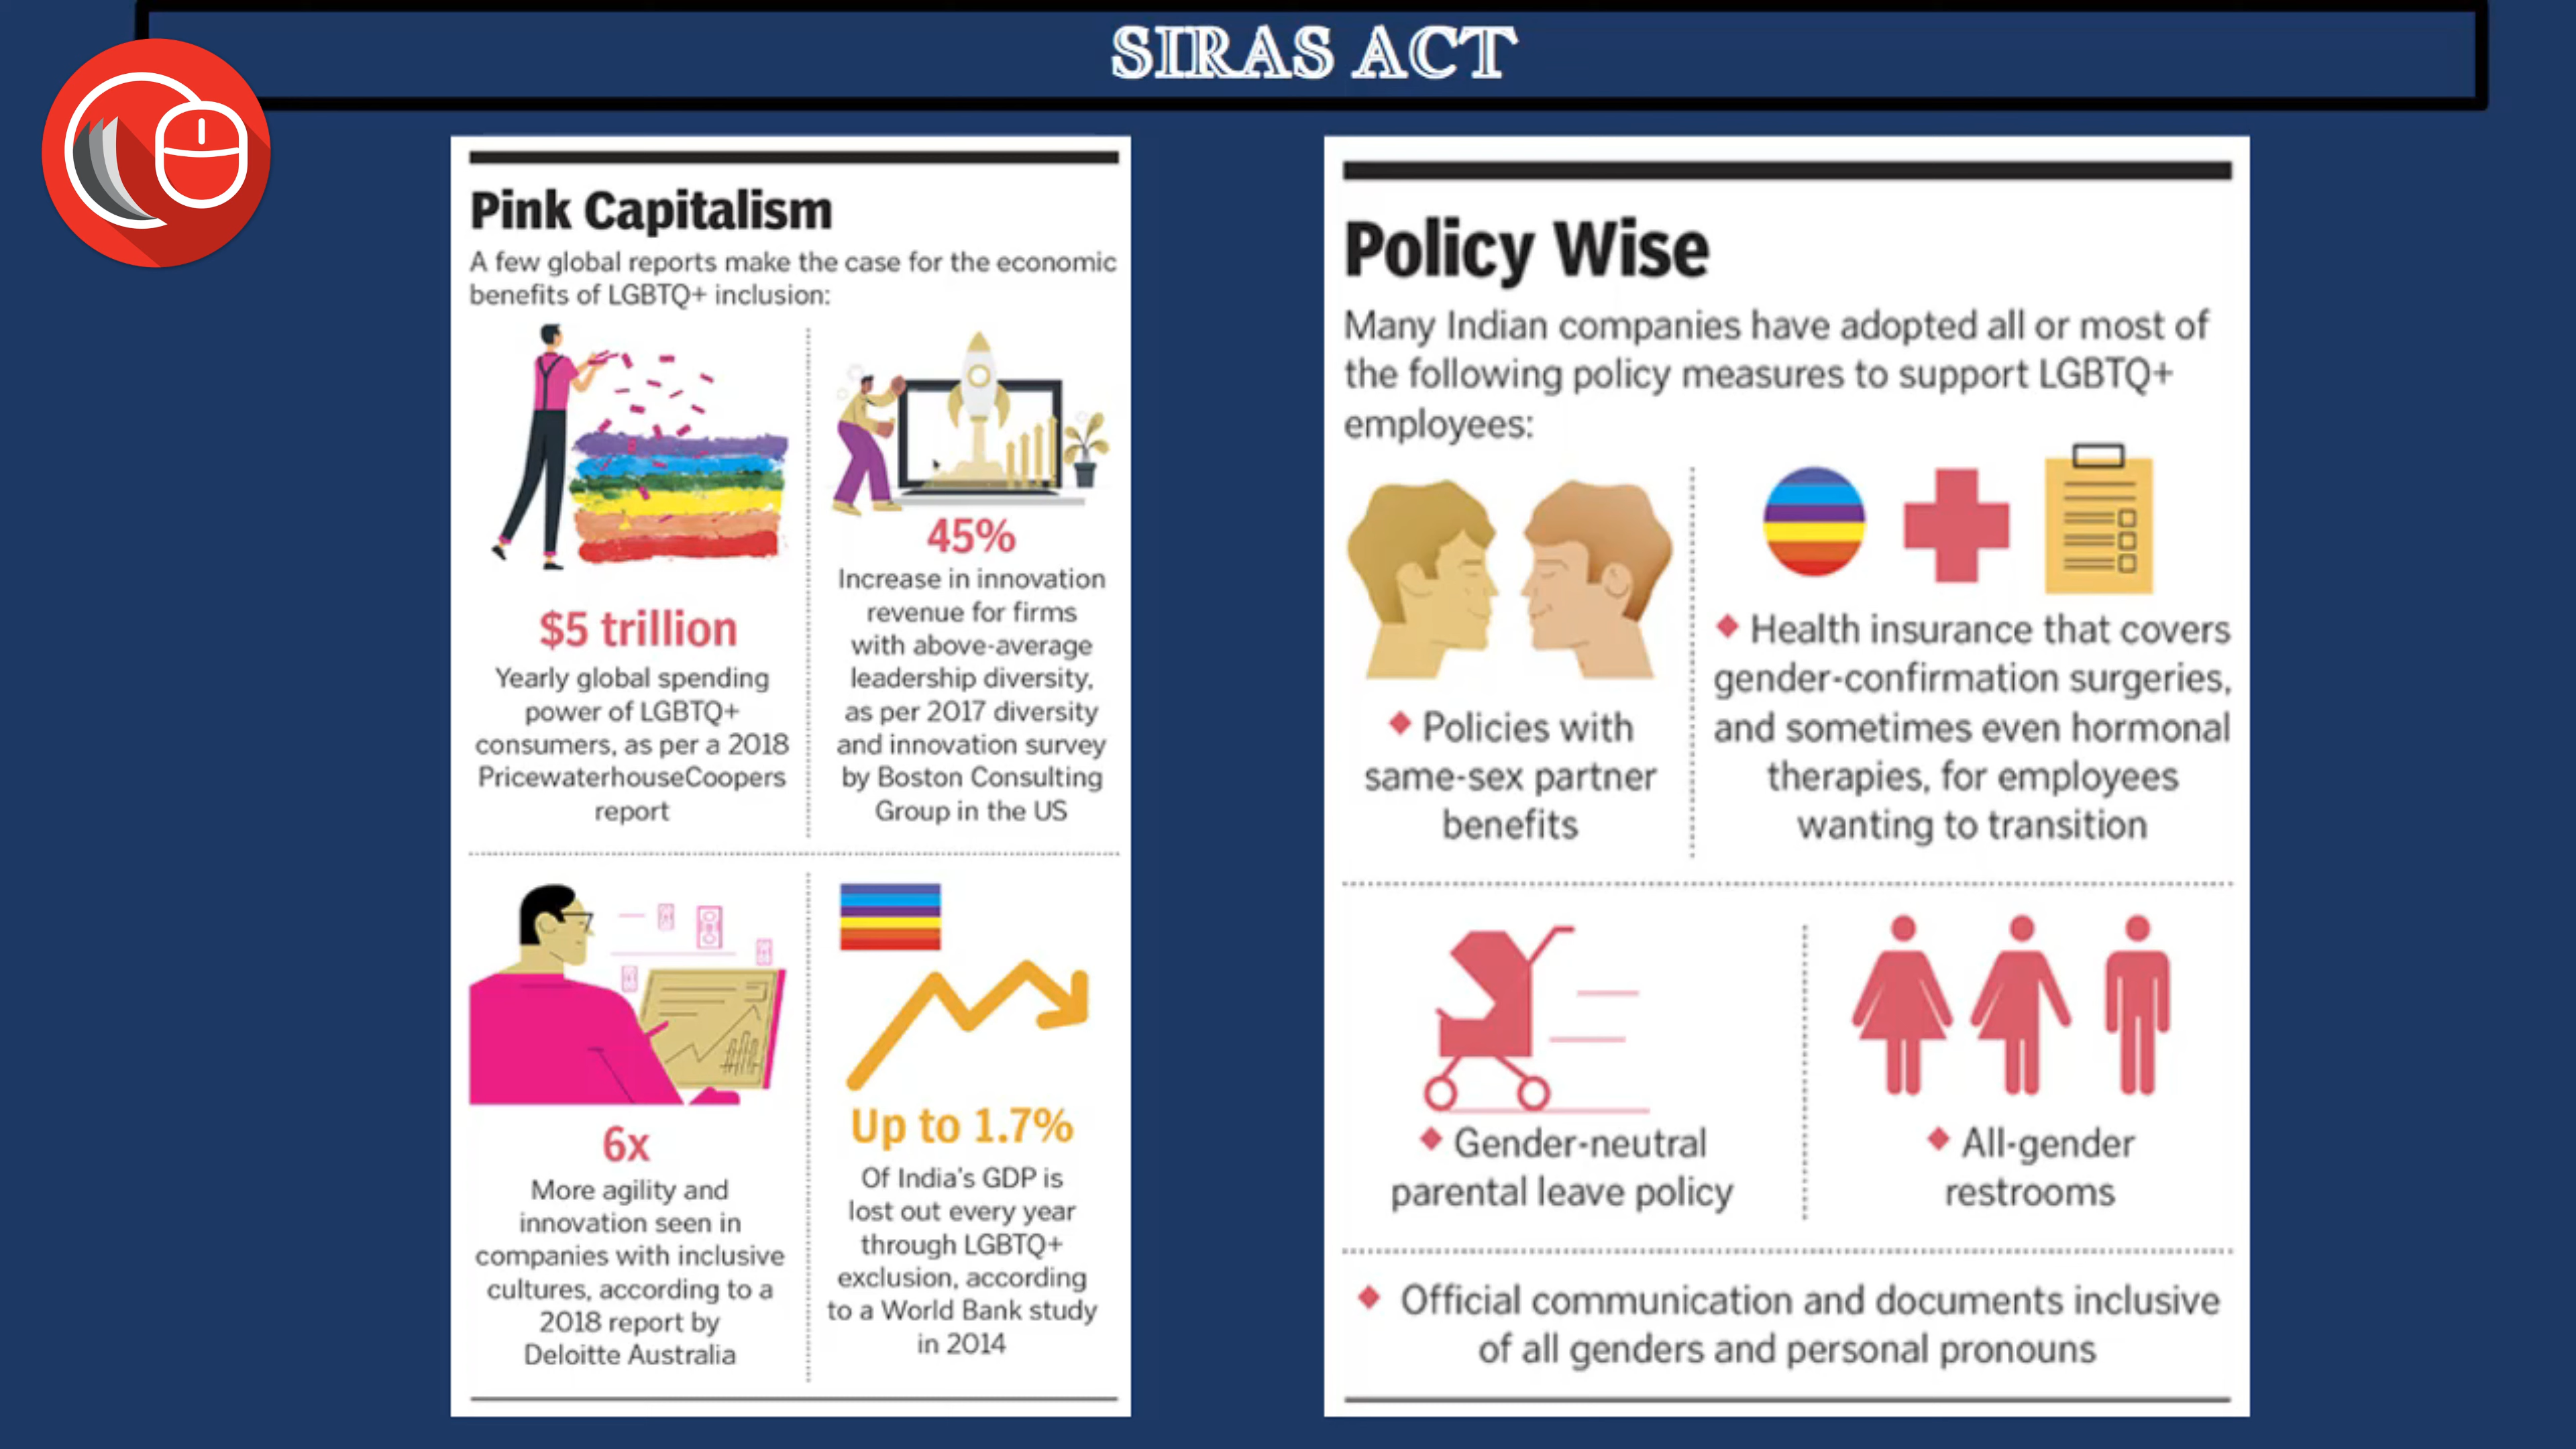 SIRAS ACT
Pink Capitalism
A few global reports make the case for the economic
benefits of LGBTQ+ inclusion:
$5 trillion
Yearly global spending
power of LGBTQ+
consumers, as per a 2018
PricewaterhouseCoopers
report
45%
Increase in innovation
revenue for firms
with above-average
leadership diversity,
as per 2017 diversity
and innovation survey
by Boston Consulting
Group in the US
6x
More agility and
innovation seen in
companies with inclusive
cultures, according to a
2018 report by
Deloitte Australia
Up to 1.7%
Of India's GDP is
lost out every year
through LGBTQ+
exclusion, according
to a World Bank study
in 2014
Policy Wise
Many Indian companies have adopted all or most of
the following policy measures to support LGBTQ+
employees:
◆ Policies with
same-sex partner
benefits
◆ Health insurance that covers
gender-confirmation surgeries,
and sometimes even hormonal
therapies, for employees
wanting to transition
◆ Gender-neutral
parental leave policy
◆ All-gender
restrooms
◆ Official communication and documents inclusive
of all genders and personal pronouns